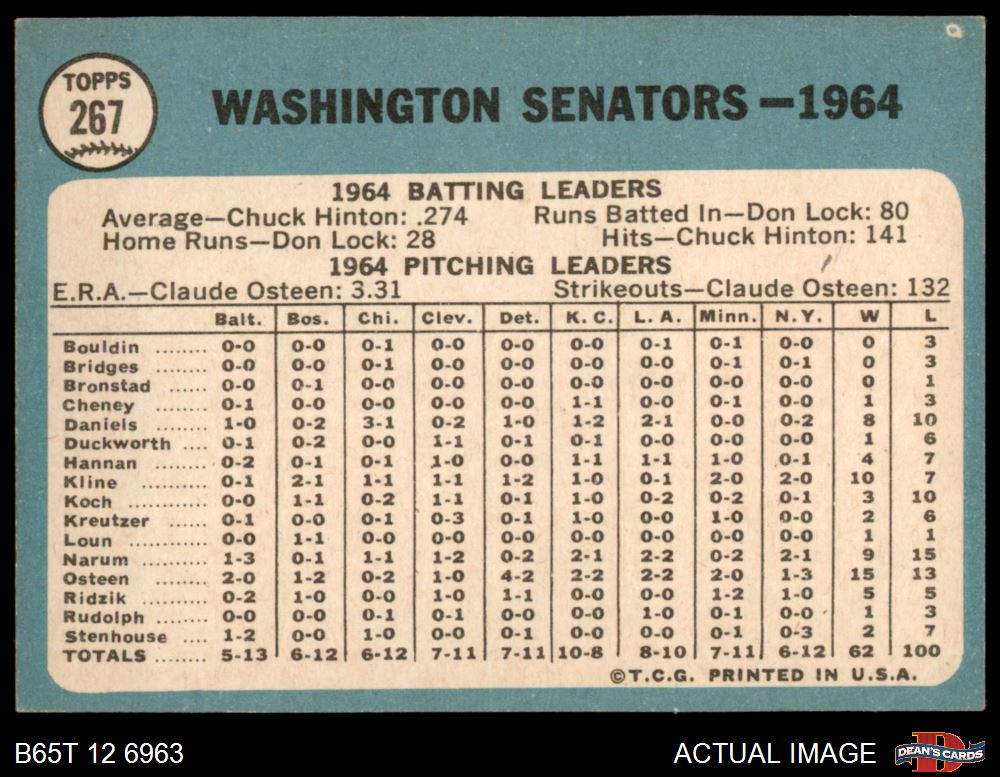 TOPPS
267
WASHINGTON SENATORS—1964
1964 BATTING LEADERS
Average—Chuck Hinton: .274 Runs Batted In—Don Lock: 80
Home Runs—Don Lock: 28 Hits—Chuck Hinton: 141
1964 PITCHING LEADERS
E.R.A.—Claude Osteen: 3.31 Strikeouts—Claude Osteen: 132
Balt. Bos. Chi. Clev. Det. K. C. L. A. Minn. N. Y. W L
Bouldin ........ 0-0 0-0 0-1 0-0 0-0 0-0 0-1 0-1 0-0 0 3
Bridges ....... 0-0 0-0 0-1 0-0 0-0 0-0 0-0 0-1 0-1 0 3
Bronstad ...... 0-0 0-1 0-0 0-0 0-0 0-0 0-0 0-0 0-0 0 1
Cheney ........ 0-1 0-0 0-0 0-0 0-0 1-1 0-0 0-1 0-0 1 3
Daniels ........ 1-0 0-2 3-1 0-2 1-0 1-2 2-1 0-0 0-2 8 10
Duckworth .... 0-1 0-2 0-0 1-1 0-1 0-1 0-0 0-0 0-0 1 6
Hannan ........ 0-2 0-1 0-1 1-0 0-0 1-1 1-1 1-0 0-1 4 7
Kline .......... 0-1 2-1 1-1 1-1 1-2 1-0 0-1 2-0 2-0 10 7
Koch ........... 0-0 1-1 0-2 1-1 0-1 1-0 0-2 0-2 0-1 3 10
Kreutzer ...... 0-1 0-0 0-1 0-3 0-1 1-0 0-0 1-0 0-0 2 6
Loun ............ 0-0 1-1 0-0 0-0 0-0 0-0 0-0 0-0 0-0 1 1
Narum ......... 1-3 0-1 1-1 1-2 0-2 2-1 2-2 0-2 2-1 9 15
Osteen ......... 2-0 1-2 0-2 1-0 4-2 2-2 2-2 2-0 1-3 15 13
Ridzik .......... 0-2 1-0 0-0 1-0 1-1 0-0 0-0 1-2 1-0 5 5
Rudolph ....... 0-0 0-0 0-1 0-1 0-0 0-0 1-0 0-1 0-0 1 3
Stenhouse .... 1-2 0-0 1-0 0-0 0-1 0-0 0-0 0-1 0-3 2 7
TOTALS ........ 5-13 6-12 6-12 7-11 7-11 10-8 8-10 7-11 6-12 62 100
©T.C.G. PRINTED IN U.S.A.
B65T 12 6963 ACTUAL IMAGE DEAN'S CARDS